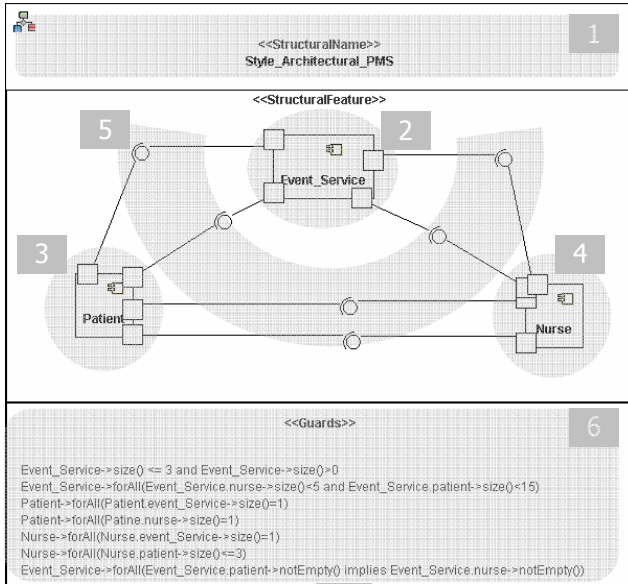 <<StructuralName>>
1
Style_Architectural_PMS
<<StructuralFeature>>
5
2
Event_Service
3
4
Patient
Nurse
<<Guards>>
6
Event_Service->size() <= 3 and Event_Service->size()>0
Event_Service->forAll(Event_Service.nurse->size()<5 and Event_Service.patient->size()<15)
Patient->forAll(Patient.event_Service->size()=1)
Patient->forAll(Patine.nurse->size()=1)
Nurse->forAll(Nurse.event_Service->size()=1)
Nurse->forAll(Nurse.patient->size()<=3)
Event_Service->forAll(Event_Service.patient->notEmpty() implies Event_Service.nurse->notEmpty())